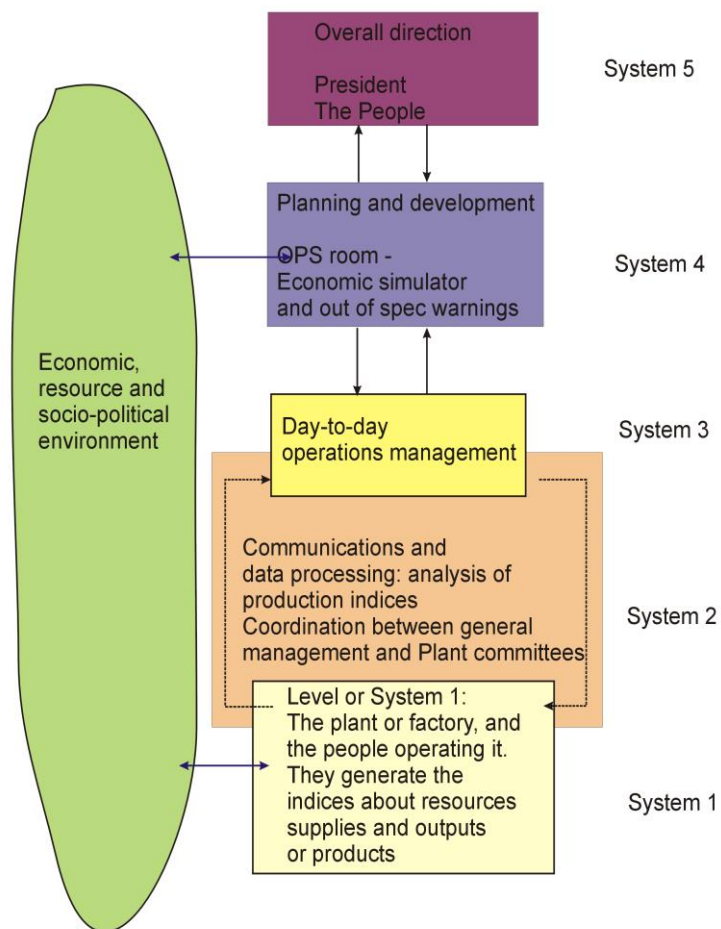 Overall direction
President
The People
System 5
Planning and development
OPS room -
Economic simulator
and out of spec warnings
System 4
Economic,
resource and
socio-political
environment
Day-to-day
operations management
System 3
Communications and
data processing: analysis of
production indices
Coordination between general
management and Plant committees
System 2
Level or System 1:
The plant or factory, and
the people operating it.
They generate the
indices about resources
supplies and outputs
or products
System 1